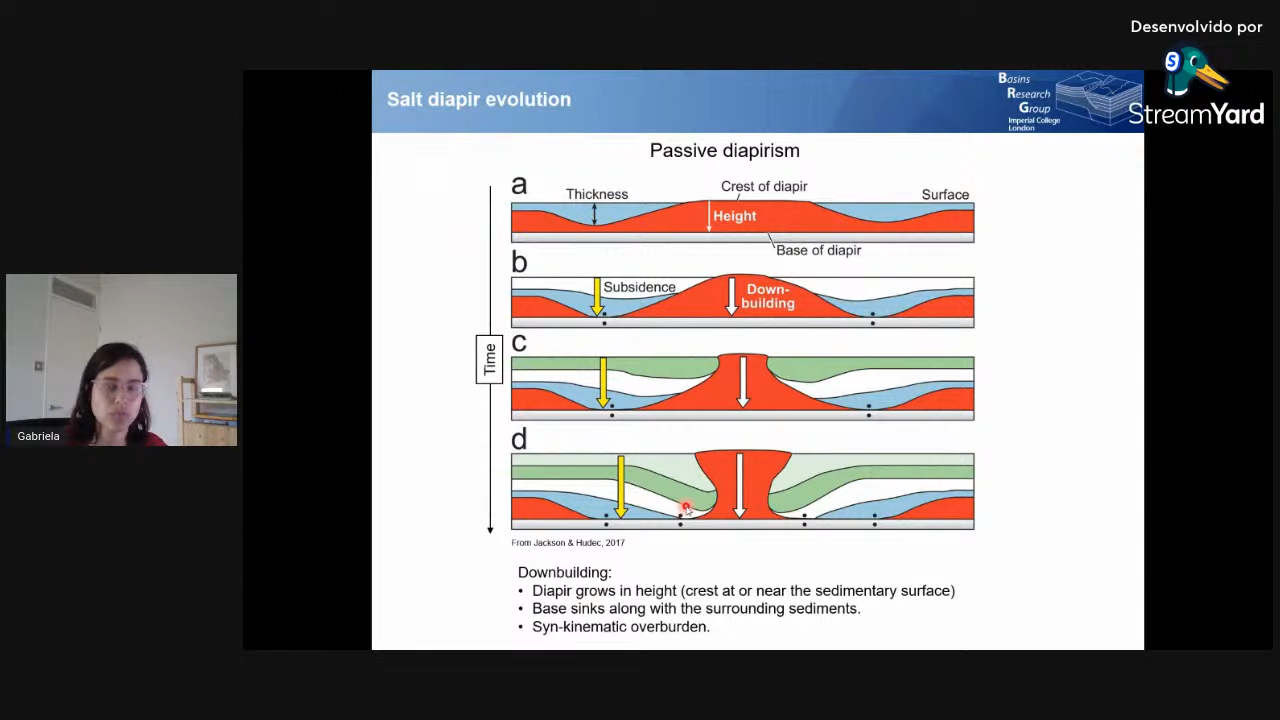 Desenvolvido por
StreamYard
Salt diapir evolution
Basins
Research
Group
Imperial College
London
Passive diapirism
a
Thickness
Crest of diapir
Surface
Height
Base of diapir
b
Subsidence
Down-
building
c
Time
d
From Jackson & Hudec, 2017
Downbuilding:
• Diapir grows in height (crest at or near the sedimentary surface)
• Base sinks along with the surrounding sediments.
• Syn-kinematic overburden.
Gabriela